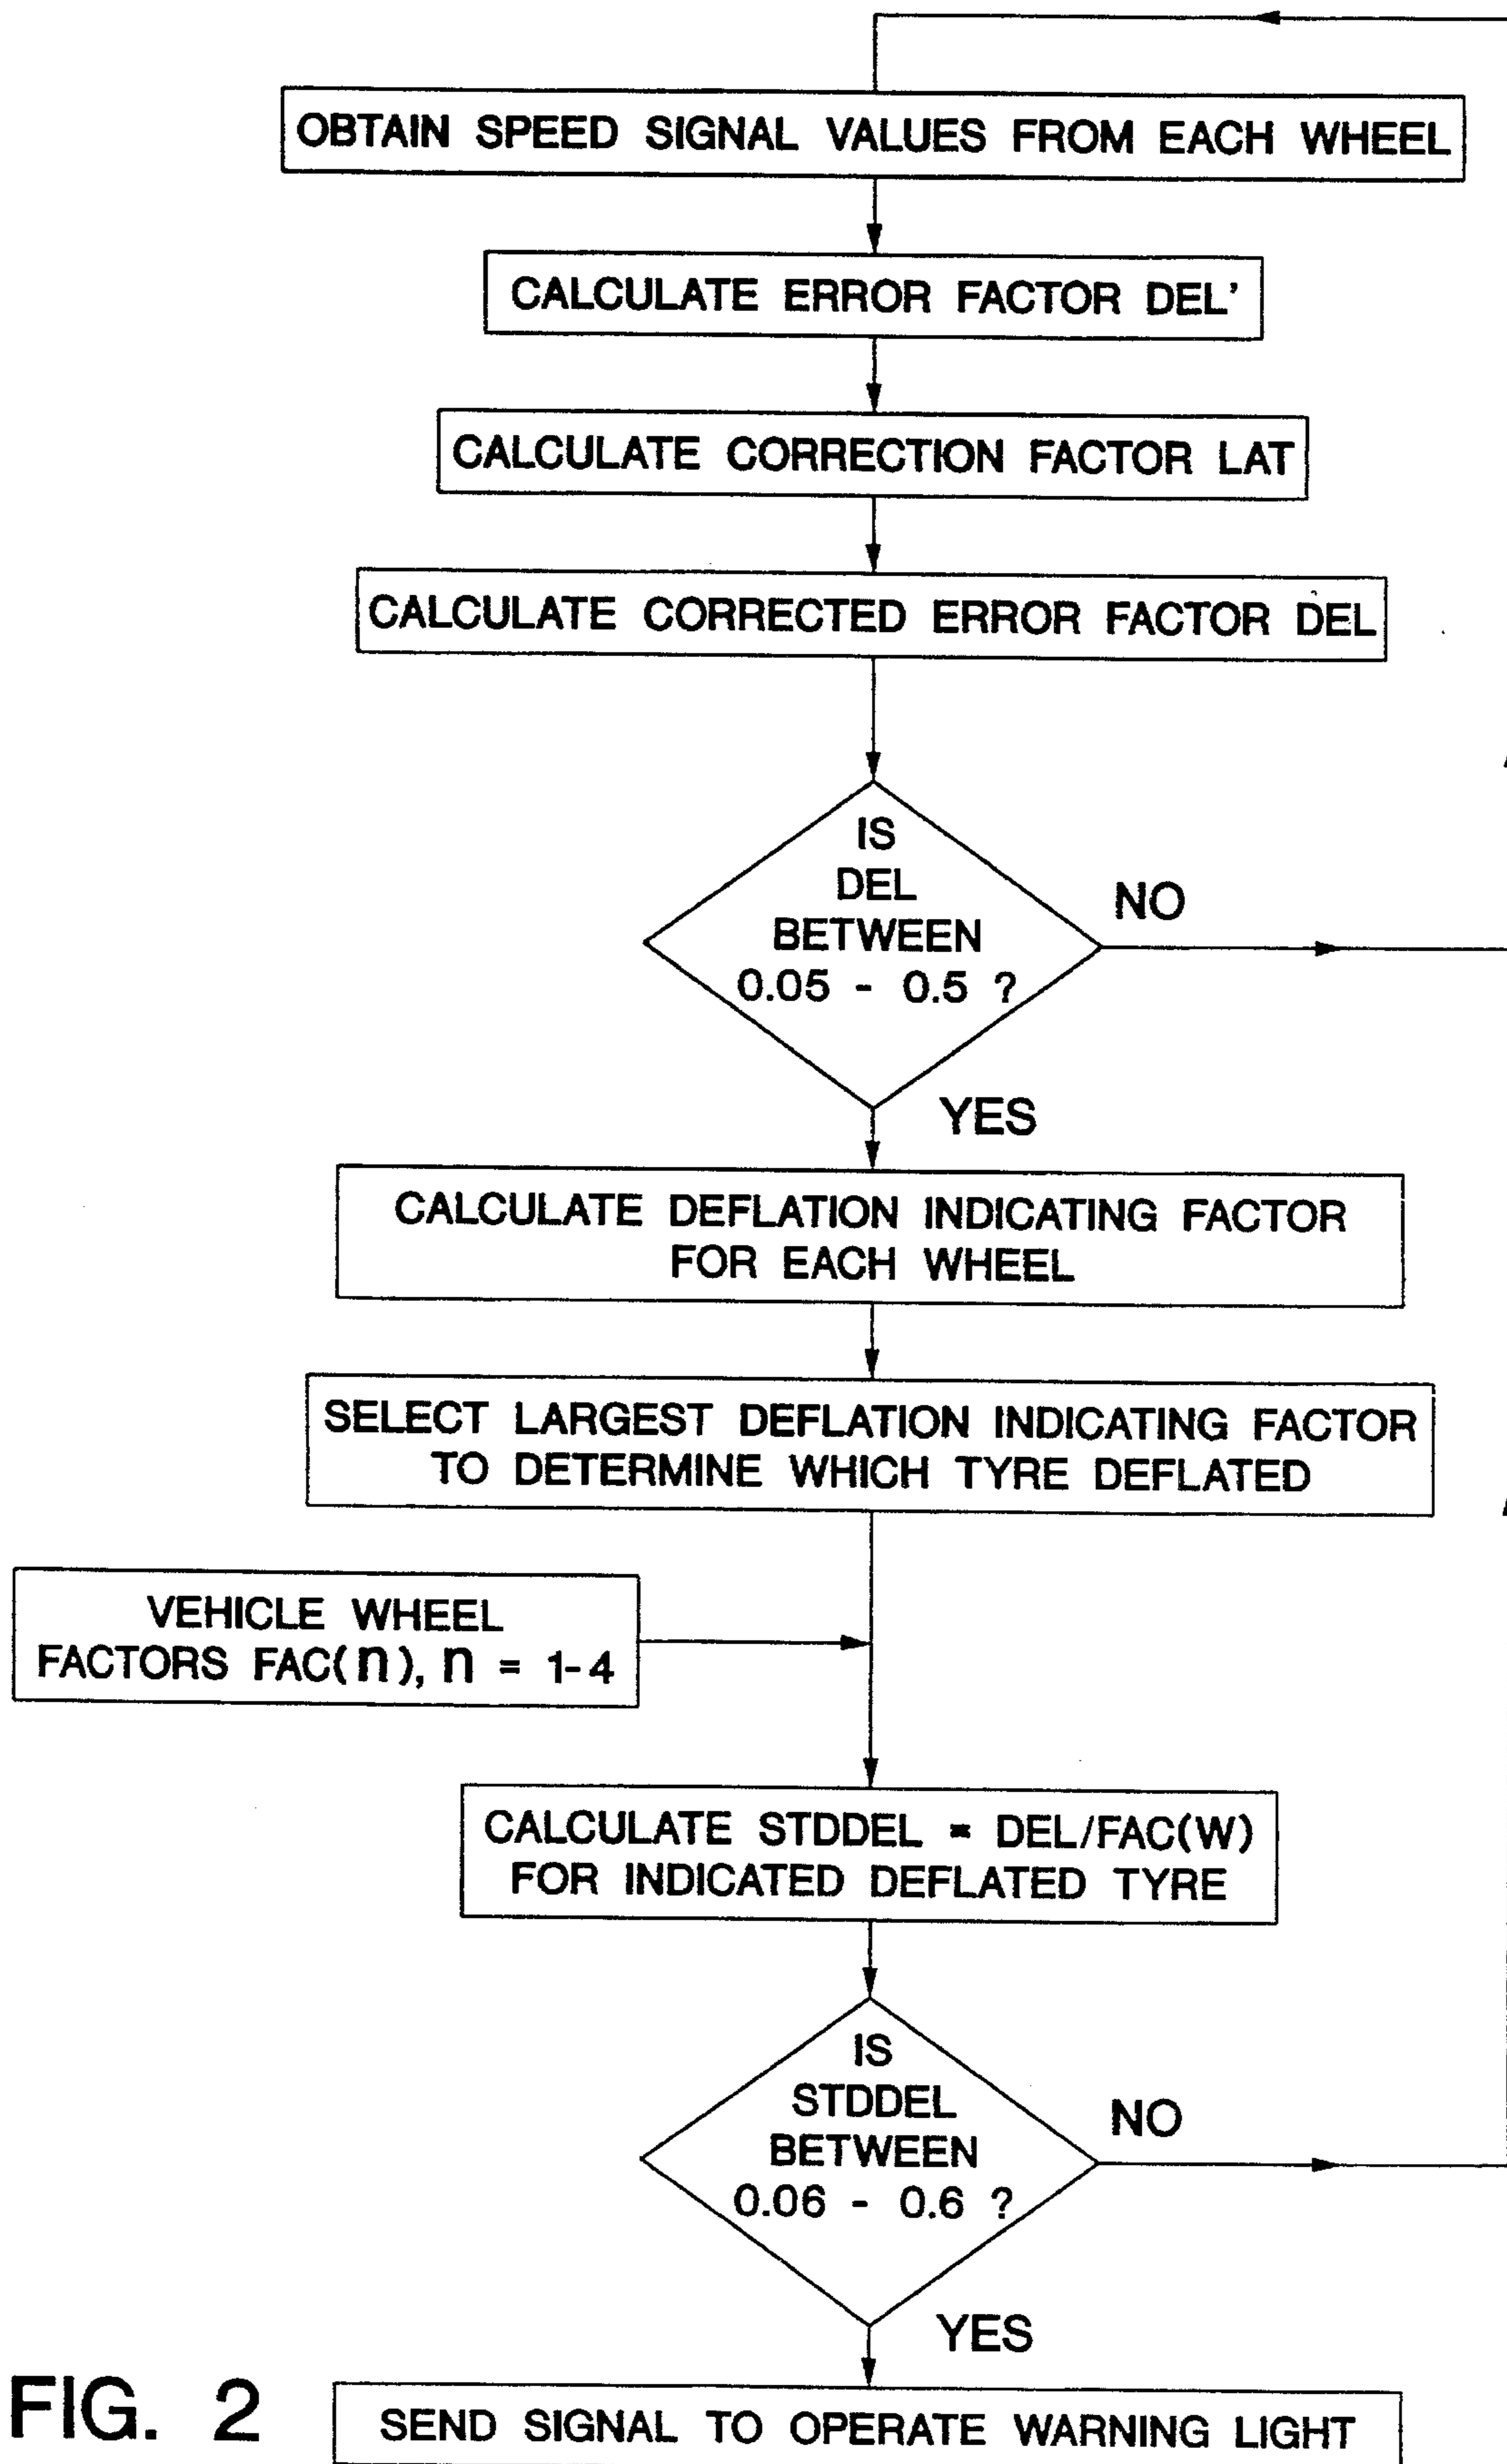 OBTAIN SPEED SIGNAL VALUES FROM EACH WHEEL
CALCULATE ERROR FACTOR DEL'
CALCULATE CORRECTION FACTOR LAT
CALCULATE CORRECTED ERROR FACTOR DEL
IS
DEL
BETWEEN
0.05 - 0.5 ?
NO
YES
CALCULATE DEFLATION INDICATING FACTOR
FOR EACH WHEEL
SELECT LARGEST DEFLATION INDICATING FACTOR
TO DETERMINE WHICH TYRE DEFLATED
VEHICLE WHEEL
FACTORS FAC(n), n = 1-4
CALCULATE STDDEL = DEL/FAC(W)
FOR INDICATED DEFLATED TYRE
IS
STDDEL
BETWEEN
0.06 - 0.6 ?
NO
YES
SEND SIGNAL TO OPERATE WARNING LIGHT
FIG. 2